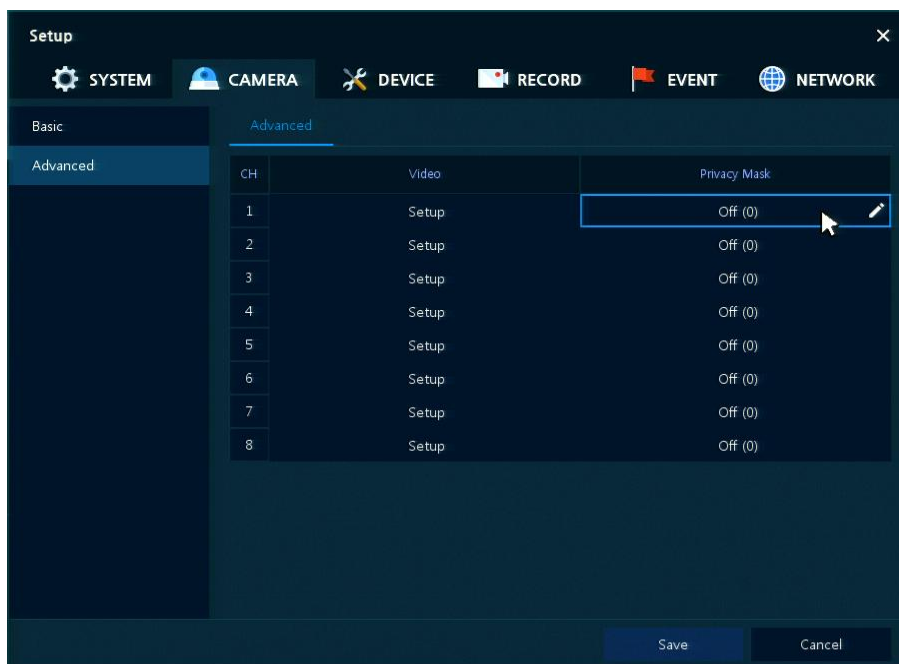 Setup
SYSTEM CAMERA DEVICE RECORD EVENT NETWORK
Basic
Advanced
Advanced
CH Video Privacy Mask
1 Setup Off (0)
2 Setup Off (0)
3 Setup Off (0)
4 Setup Off (0)
5 Setup Off (0)
6 Setup Off (0)
7 Setup Off (0)
8 Setup Off (0)
Save Cancel